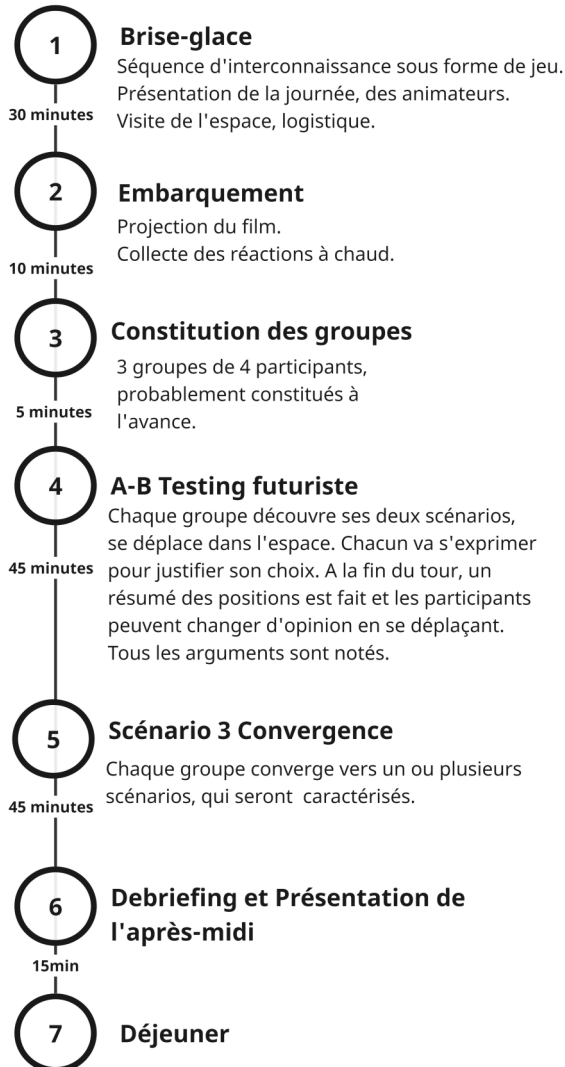 1
Brise-glace
Séquence d'interconnaissance sous forme de jeu.
Présentation de la journée, des animateurs.
Visite de l'espace, logistique.
30 minutes
2
Embarquement
Projection du film.
Collecte des réactions à chaud.
10 minutes
3
Constitution des groupes
3 groupes de 4 participants,
probablement constitués à
l'avance.
5 minutes
4
A-B Testing futuriste
Chaque groupe découvre ses deux scénarios,
se déplace dans l'espace. Chacun va s'exprimer
pour justifier son choix. A la fin du tour, un
résumé des positions est fait et les participants
peuvent changer d'opinion en se déplaçant.
Tous les arguments sont notés.
45 minutes
5
Scénario 3 Convergence
Chaque groupe converge vers un ou plusieurs
scénarios, qui seront  caractérisés.
45 minutes
6
Debriefing et Présentation de
l'après-midi
15min
7
Déjeuner